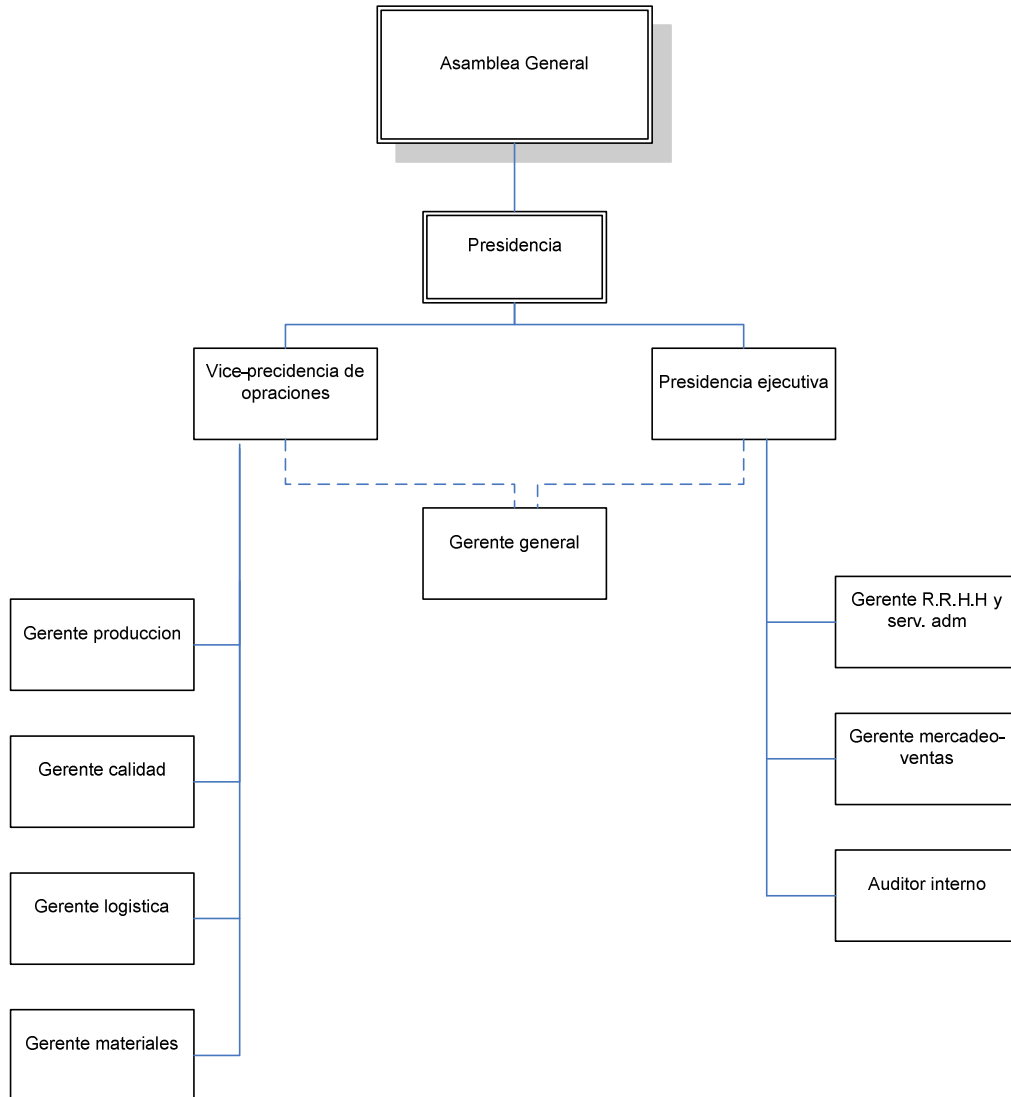 Asamblea General
Presidencia
Vice-precidencia de
opraciones
Presidencia ejecutiva
Gerente general
Gerente produccion
Gerente R.R.H.H y
serv. adm
Gerente calidad
Gerente mercadeo-
ventas
Gerente logistica
Auditor interno
Gerente materiales